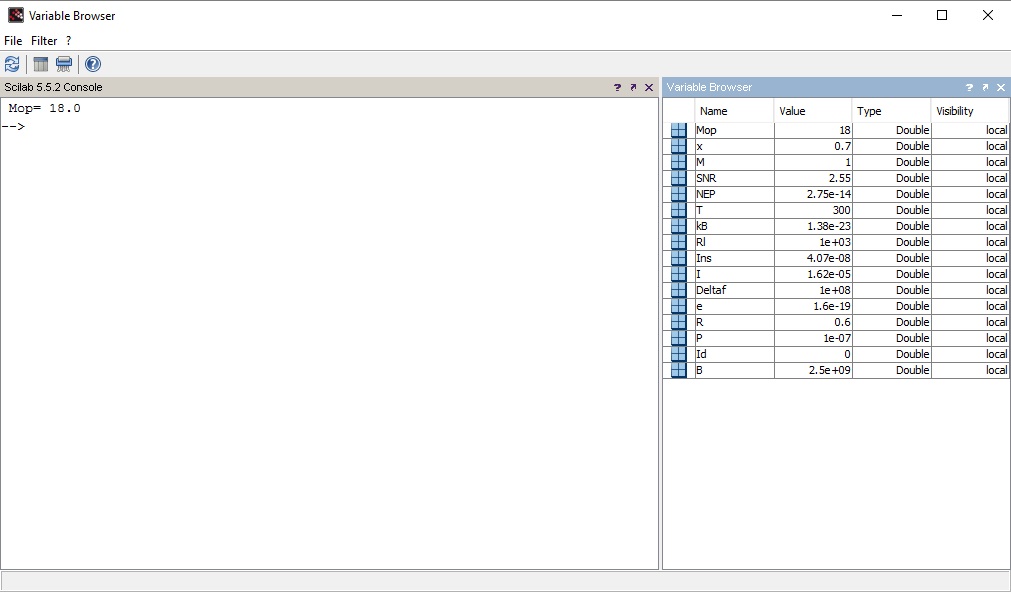 Variable Browser
File Filter ?
Scilab 5.5.2 Console
Mop= 18.0
-->
Variable Browser
Name Value Type Visibility
Mop 18 Double local
x 0.7 Double local
M 1 Double local
SNR 2.55 Double local
NEP 2.75e-14 Double local
T 300 Double local
kB 1.38e-23 Double local
Rl 1e+03 Double local
Ins 4.07e-08 Double local
I 1.62e-05 Double local
Deltaf 1e+08 Double local
e 1.6e-19 Double local
R 0.6 Double local
P 1e-07 Double local
Id 0 Double local
B 2.5e+09 Double local